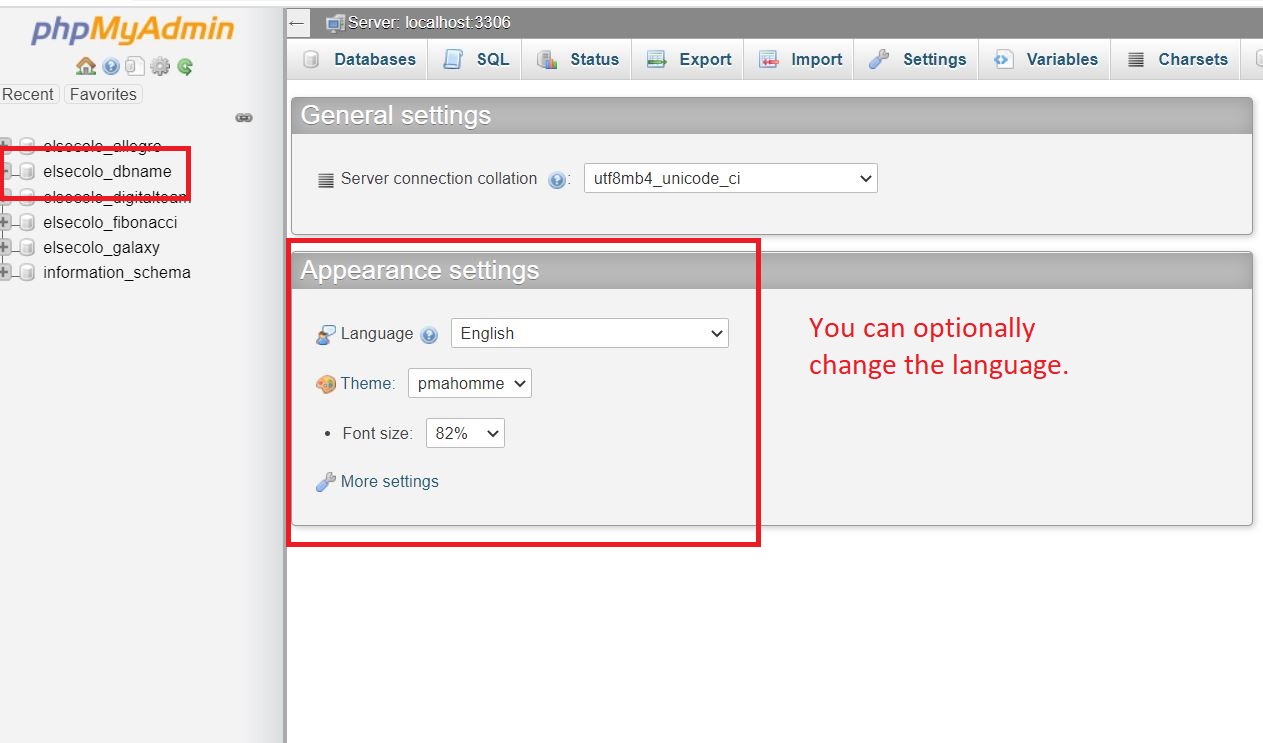 phpMyAdmin
Recent
Favorites
elsecolo_allegro
elsecolo_dbname
elsecolo_digitalteam
elsecolo_fibonacci
elsecolo_galaxy
information_schema
Server: localhost:3306
Databases
SQL
Status
Export
Import
Settings
Variables
Charsets
General settings
Server connection collation : utf8mb4_unicode_ci
Appearance settings
Language English
Theme: pmahomme
• Font size: 82%
More settings
You can optionally
change the language.